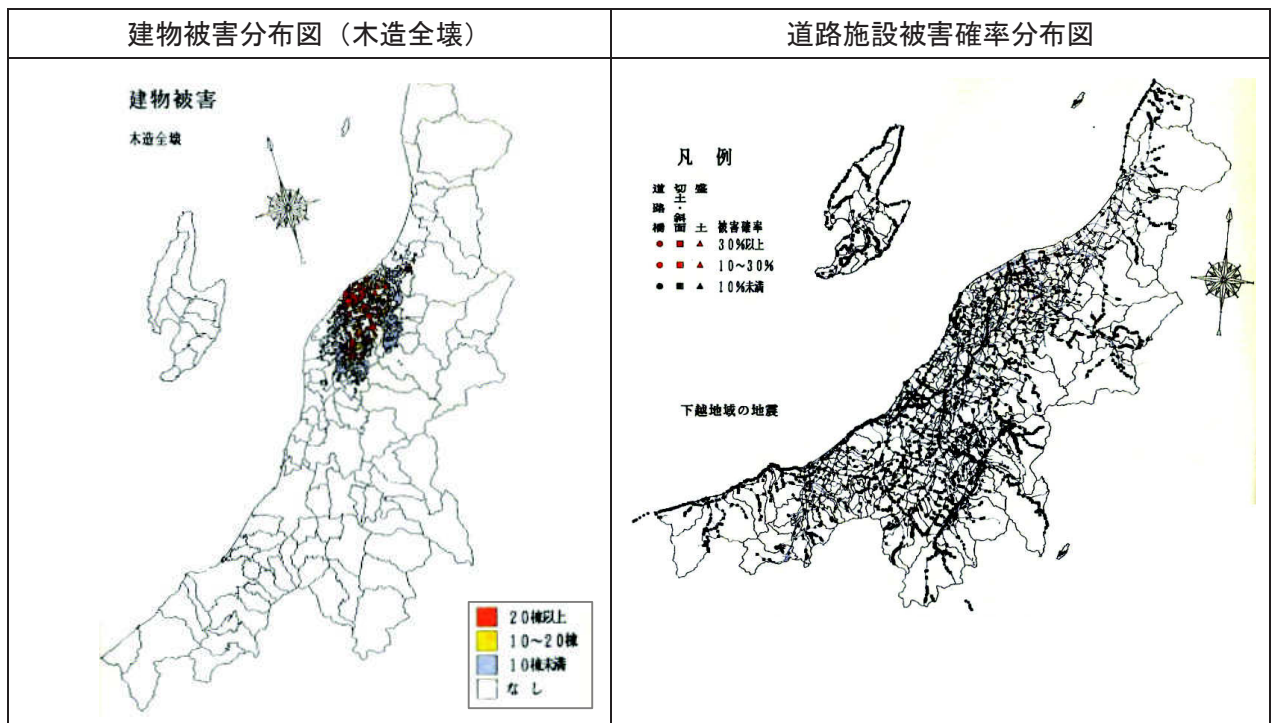 建物被害分布図（木造全壊）
道路施設被害確率分布図
建物被害
木造全壊
20棟以上
10〜20棟
10棟未満
なし
凡例
道路橋 切土・斜面 盛土 被害確率
30%以上
10〜30%
10%未満
下越地域の地震